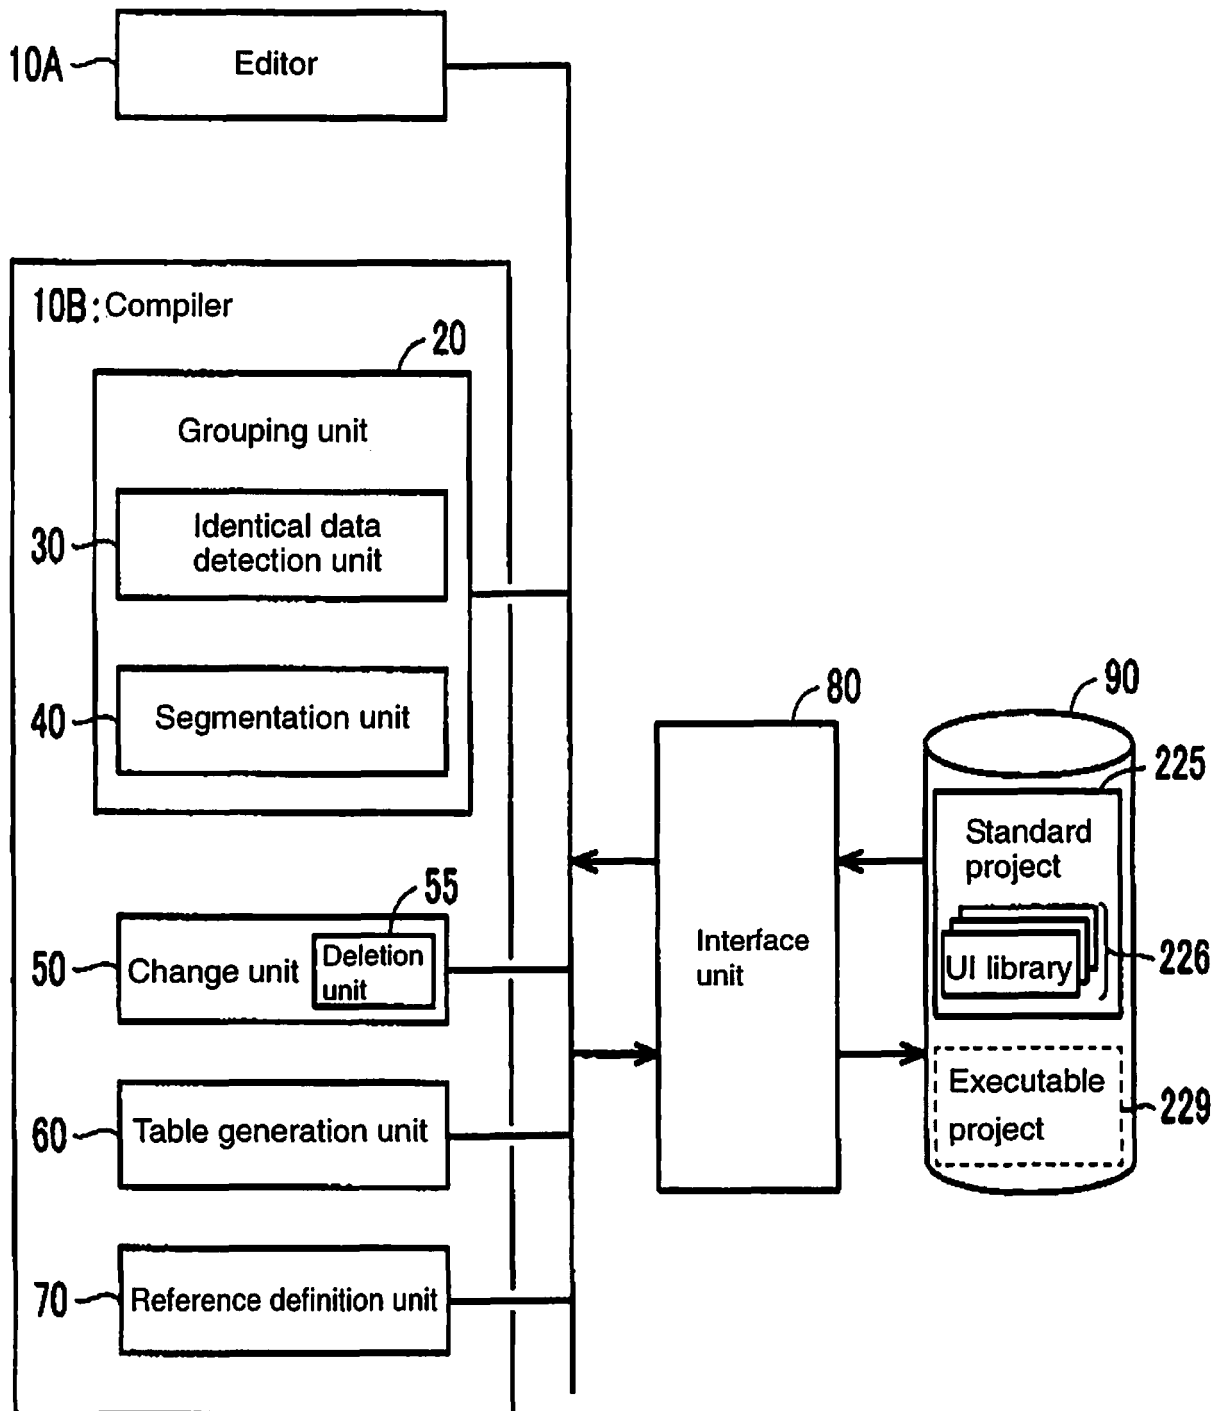 10A
Editor
10B: Compiler
20
Grouping unit
30
Identical data
detection unit
40
Segmentation unit
80
90
225
Standard
project
55
50
Change unit
Deletion
unit
Interface
unit
UI library
226
Executable
project
229
60
Table generation unit
70
Reference definition unit